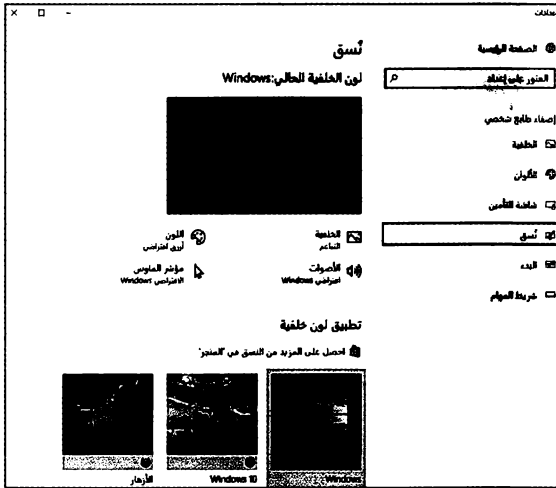 عدادات
الصفحة الرئيسية
العثور على إعداد
إضفاء طابع شخصي
الخلفية
الألوان
شاشة التأمين
نُسق
البدء
شريط المهام
نُسق
لون الخلفية الحالي:Windows
الخلفية
التباعم
اللون
أزرق افتراضي
الأصوات
افتراضي Windows
مؤشر الماوس
الافتراضي Windows
تطبيق لون خلفية
احصل على المزيد من النسق في "المتجر"
Windows
Windows 10
الأزهار